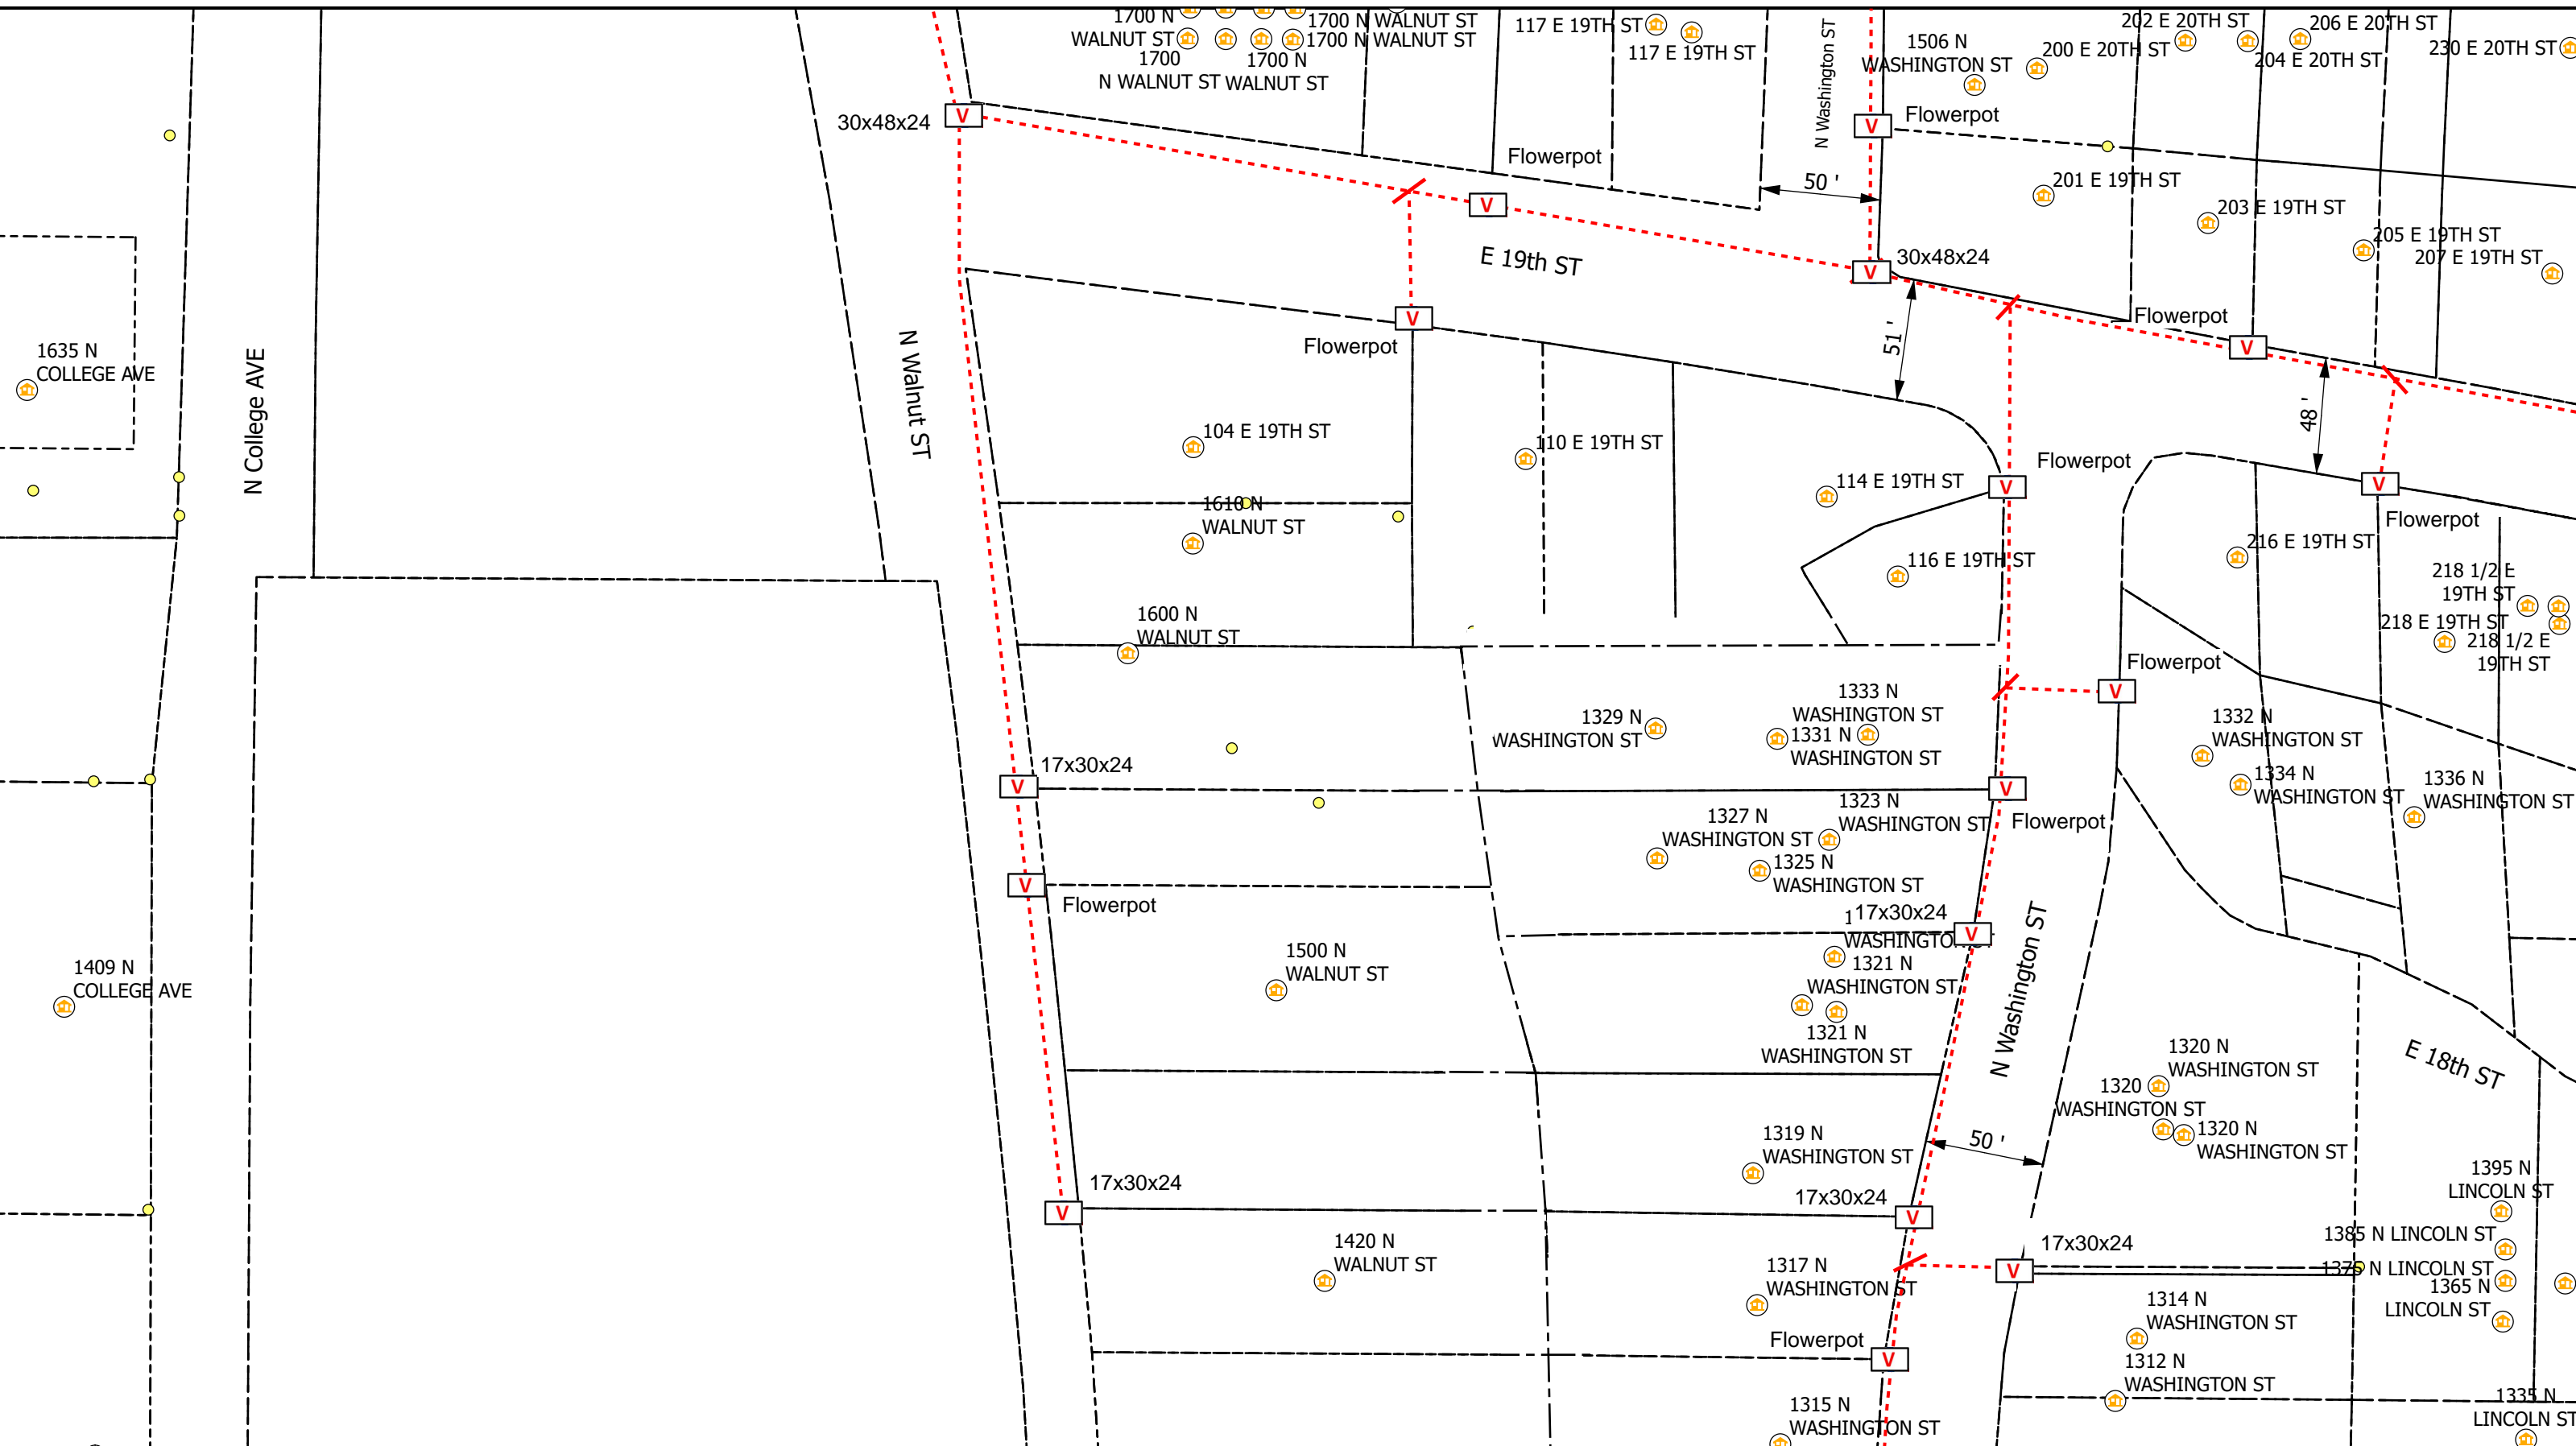 1700 N
WALNUT ST
1700 N WALNUT ST
1700 N WALNUT ST
1700
N WALNUT ST
1700 N
WALNUT ST
117 E 19TH ST
117 E 19TH ST
N Washington ST
1506 N
WASHINGTON ST
200 E 20TH ST
202 E 20TH ST
204 E 20TH ST
206 E 20TH ST
230 E 20TH ST
30x48x24
V
Flowerpot
V
Flowerpot
V
50 '
201 E 19TH ST
203 E 19TH ST
205 E 19TH ST
207 E 19TH ST
E 19th ST
V
30x48x24
Flowerpot
V
V
Flowerpot
51 '
48 '
1635 N
COLLEGE AVE
N College AVE
N Walnut ST
104 E 19TH ST
110 E 19TH ST
114 E 19TH ST
Flowerpot
V
V
Flowerpot
1610 N
WALNUT ST
116 E 19TH ST
216 E 19TH ST
218 1/2 E
19TH ST
218 E 19TH ST
218 1/2 E
19TH ST
1600 N
WALNUT ST
Flowerpot
V
1329 N
WASHINGTON ST
1333 N
WASHINGTON ST
1331 N
WASHINGTON ST
1332 N
WASHINGTON ST
1334 N
WASHINGTON ST
1336 N
WASHINGTON ST
17x30x24
V
V
Flowerpot
1327 N
WASHINGTON ST
1323 N
WASHINGTON ST
1325 N
WASHINGTON ST
V
Flowerpot
17x30x24
V
WASHINGTON ST
1321 N
WASHINGTON ST
1321 N
WASHINGTON ST
1500 N
WALNUT ST
1409 N
COLLEGE AVE
N Washington ST
E 18th ST
1320 N
WASHINGTON ST
1320
WASHINGTON ST
1320 N
WASHINGTON ST
50 '
1319 N
WASHINGTON ST
17x30x24
V
17x30x24
V
1395 N
LINCOLN ST
1385 N LINCOLN ST
1375 N LINCOLN ST
1365 N
LINCOLN ST
1420 N
WALNUT ST
1317 N
WASHINGTON ST
17x30x24
V
1314 N
WASHINGTON ST
Flowerpot
V
1312 N
WASHINGTON ST
1315 N
WASHINGTON ST
1335 N
LINCOLN ST